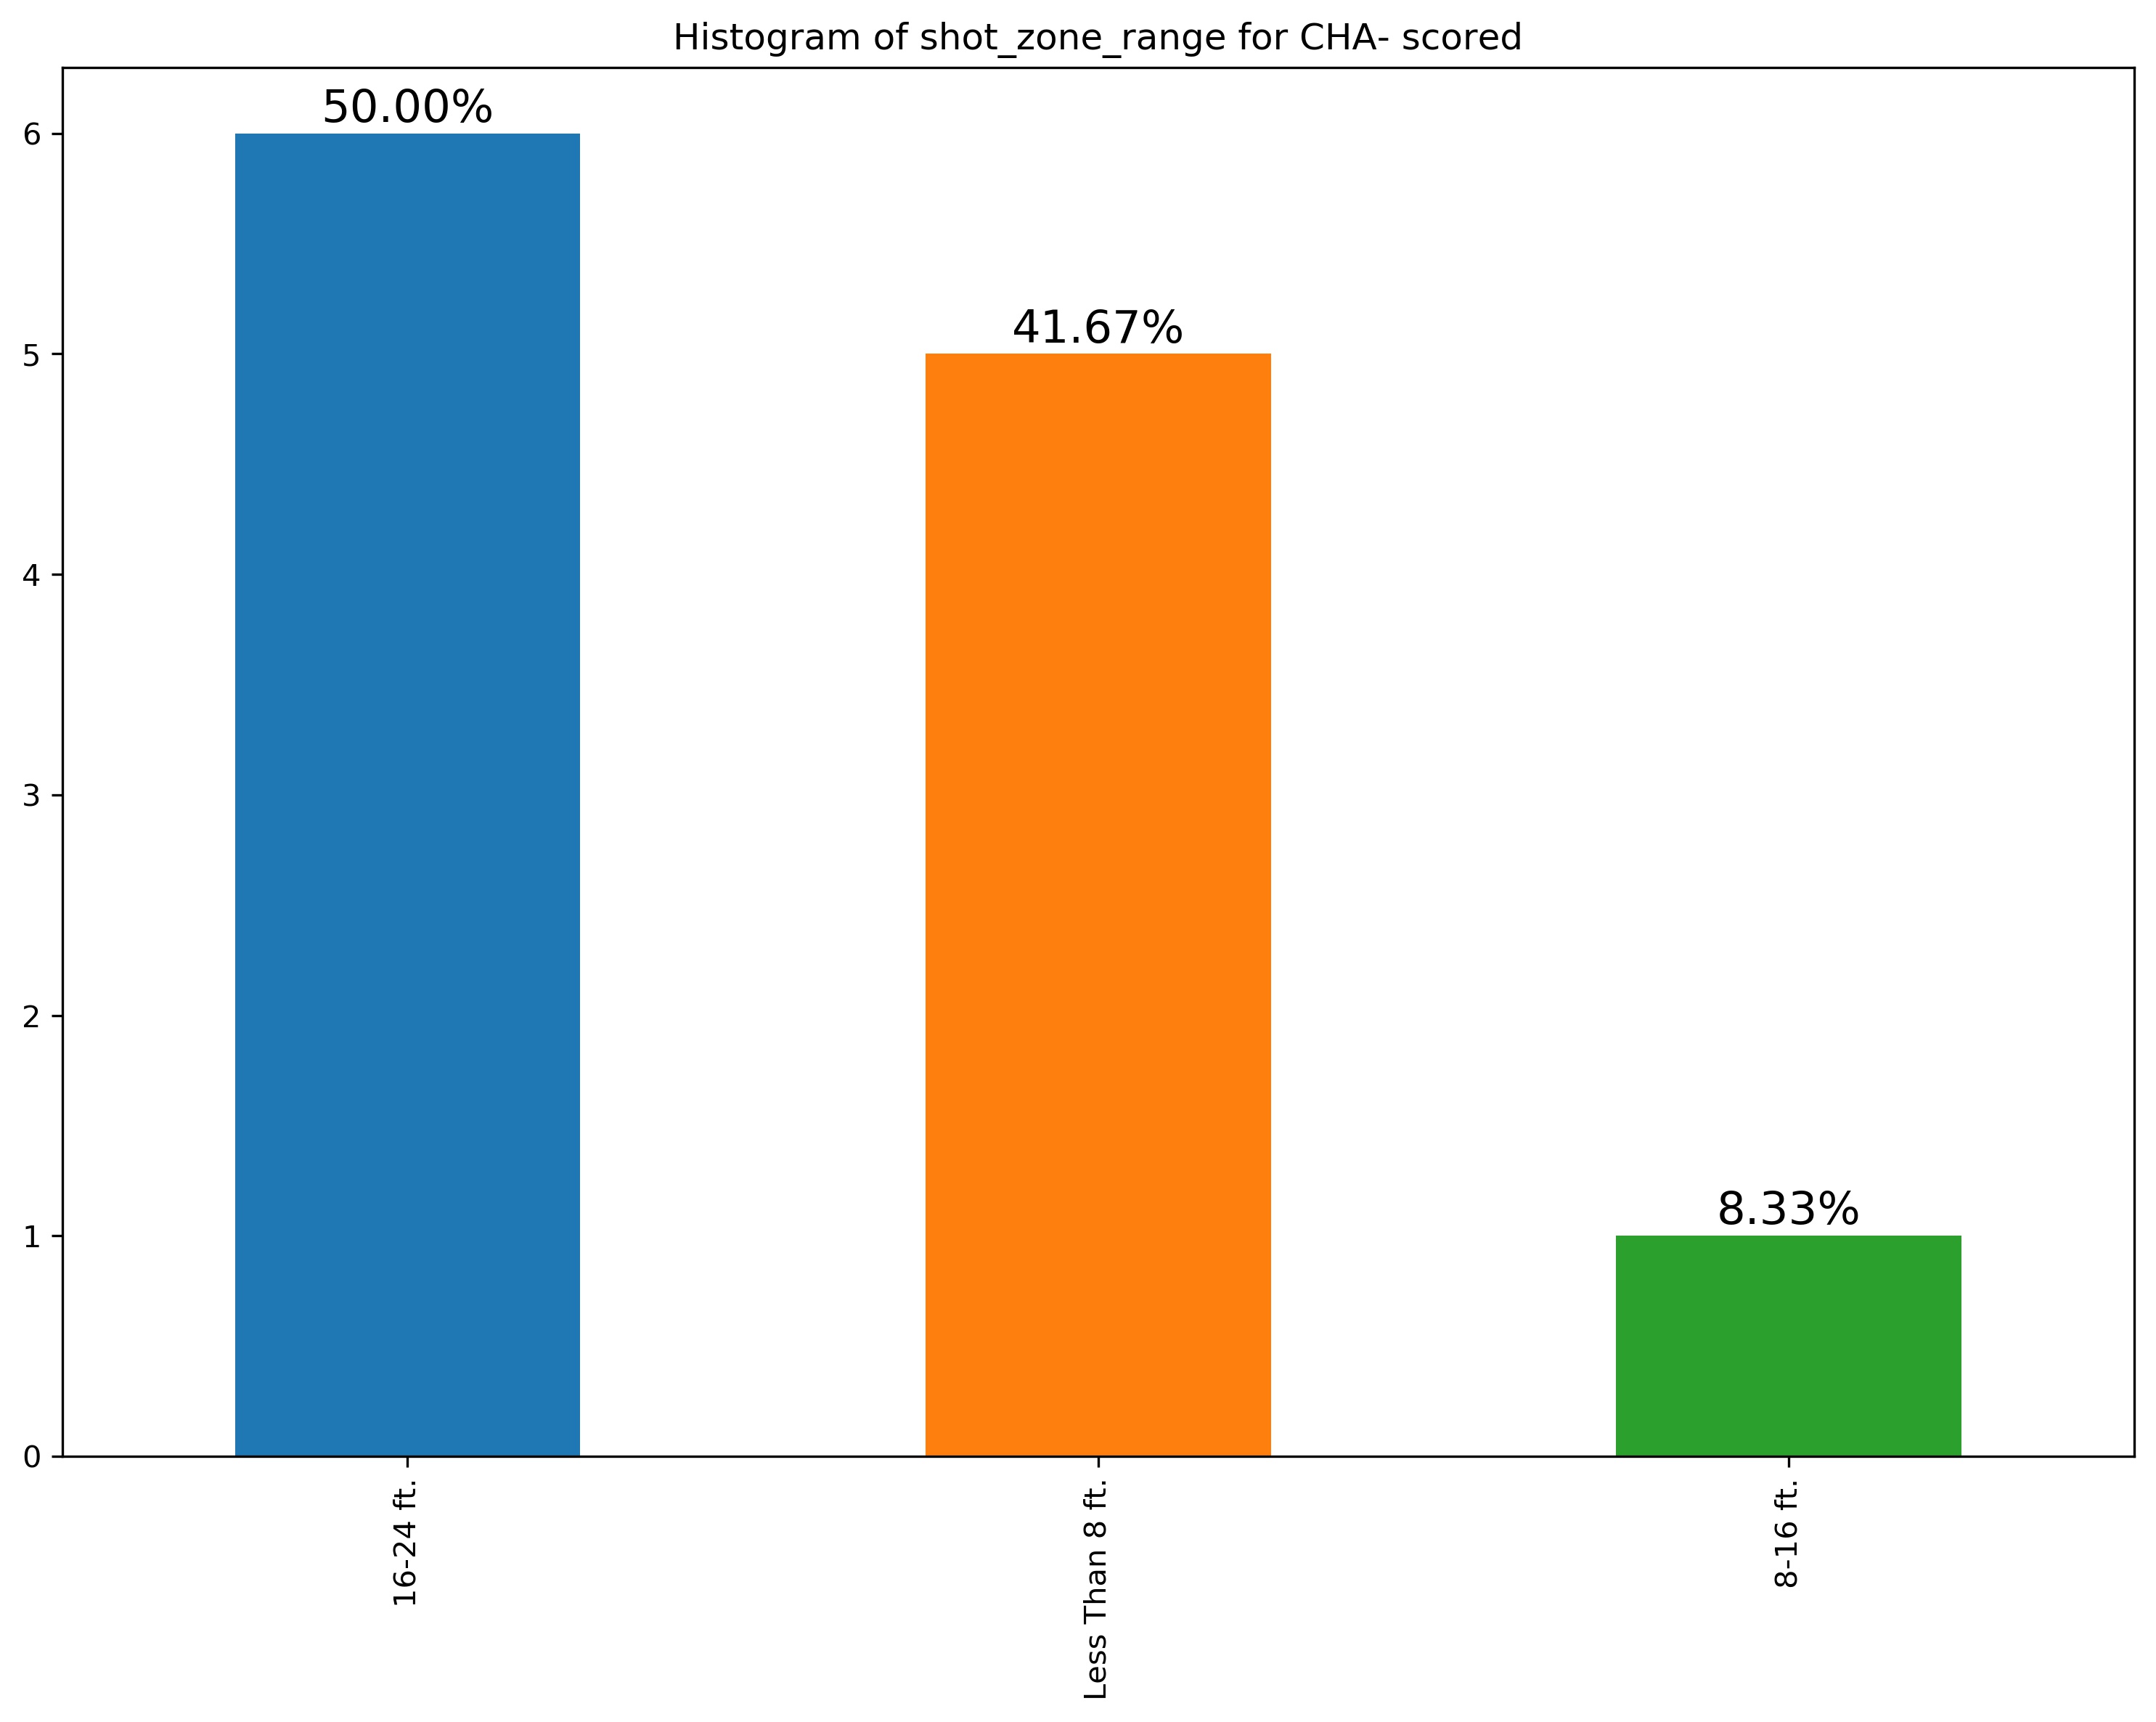 Histogram of shot_zone_range for CHA- scored
50.00%
41.67%
8.33%
6
5
4
3
2
1
0
16-24 ft.
Less Than 8 ft.
8-16 ft.